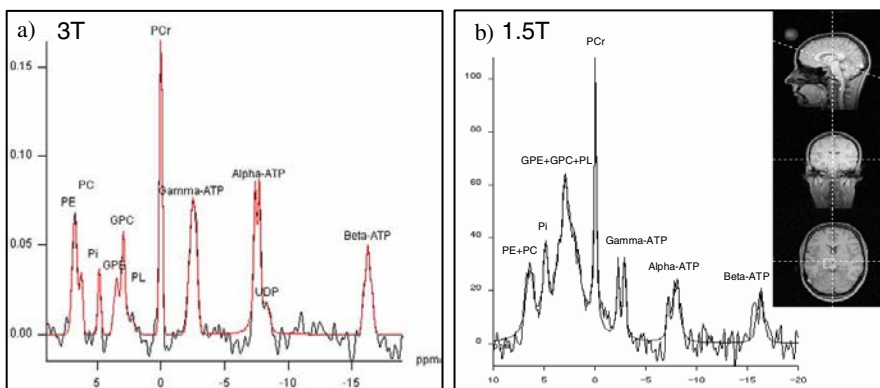 a) 3T
PCr
0.15
0.15
PC
PE
Gamma-ATP
Alpha-ATP
GPC
Beta-ATP
0.05
Pi
GPE
PL
UDP
0.00
ppm
5 0 -5 -10 -15
b) 1.5T
PCr
100
80
GPE+GPC+PL
60
Pi
40
PE+PC
Gamma-ATP
Alpha-ATP
Beta-ATP
20
0
10 5 0 -5 -10 -15 -20